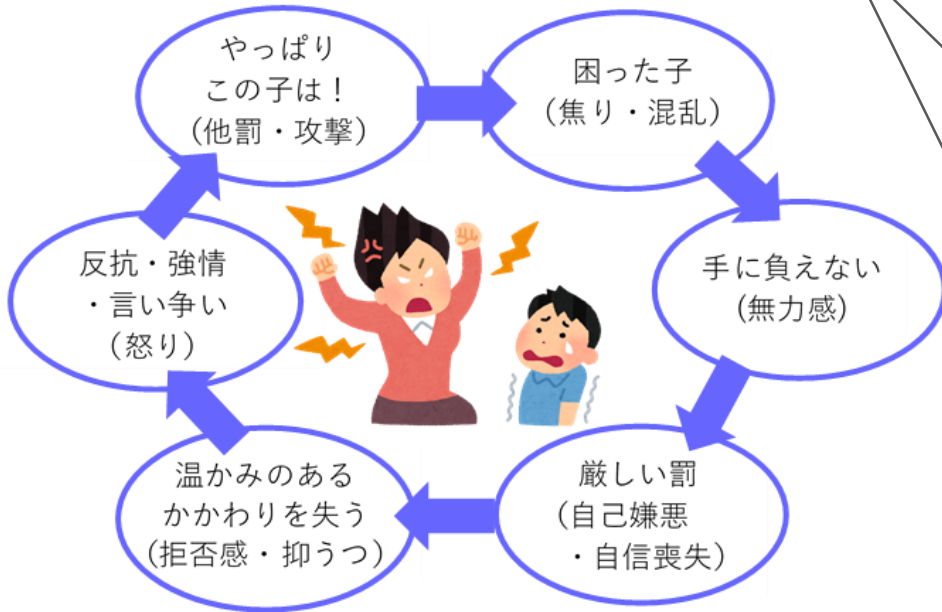 やっぱり
この子は！
（他罰・攻撃）
困った子
（焦り・混乱）
手に負えない
(無力感)
厳しい罰
（自己嫌悪
・自信喪失）
温かみのある
かかわりを失う
（拒否感・抑うつ）
反抗・強情
・言い争い
（怒り）